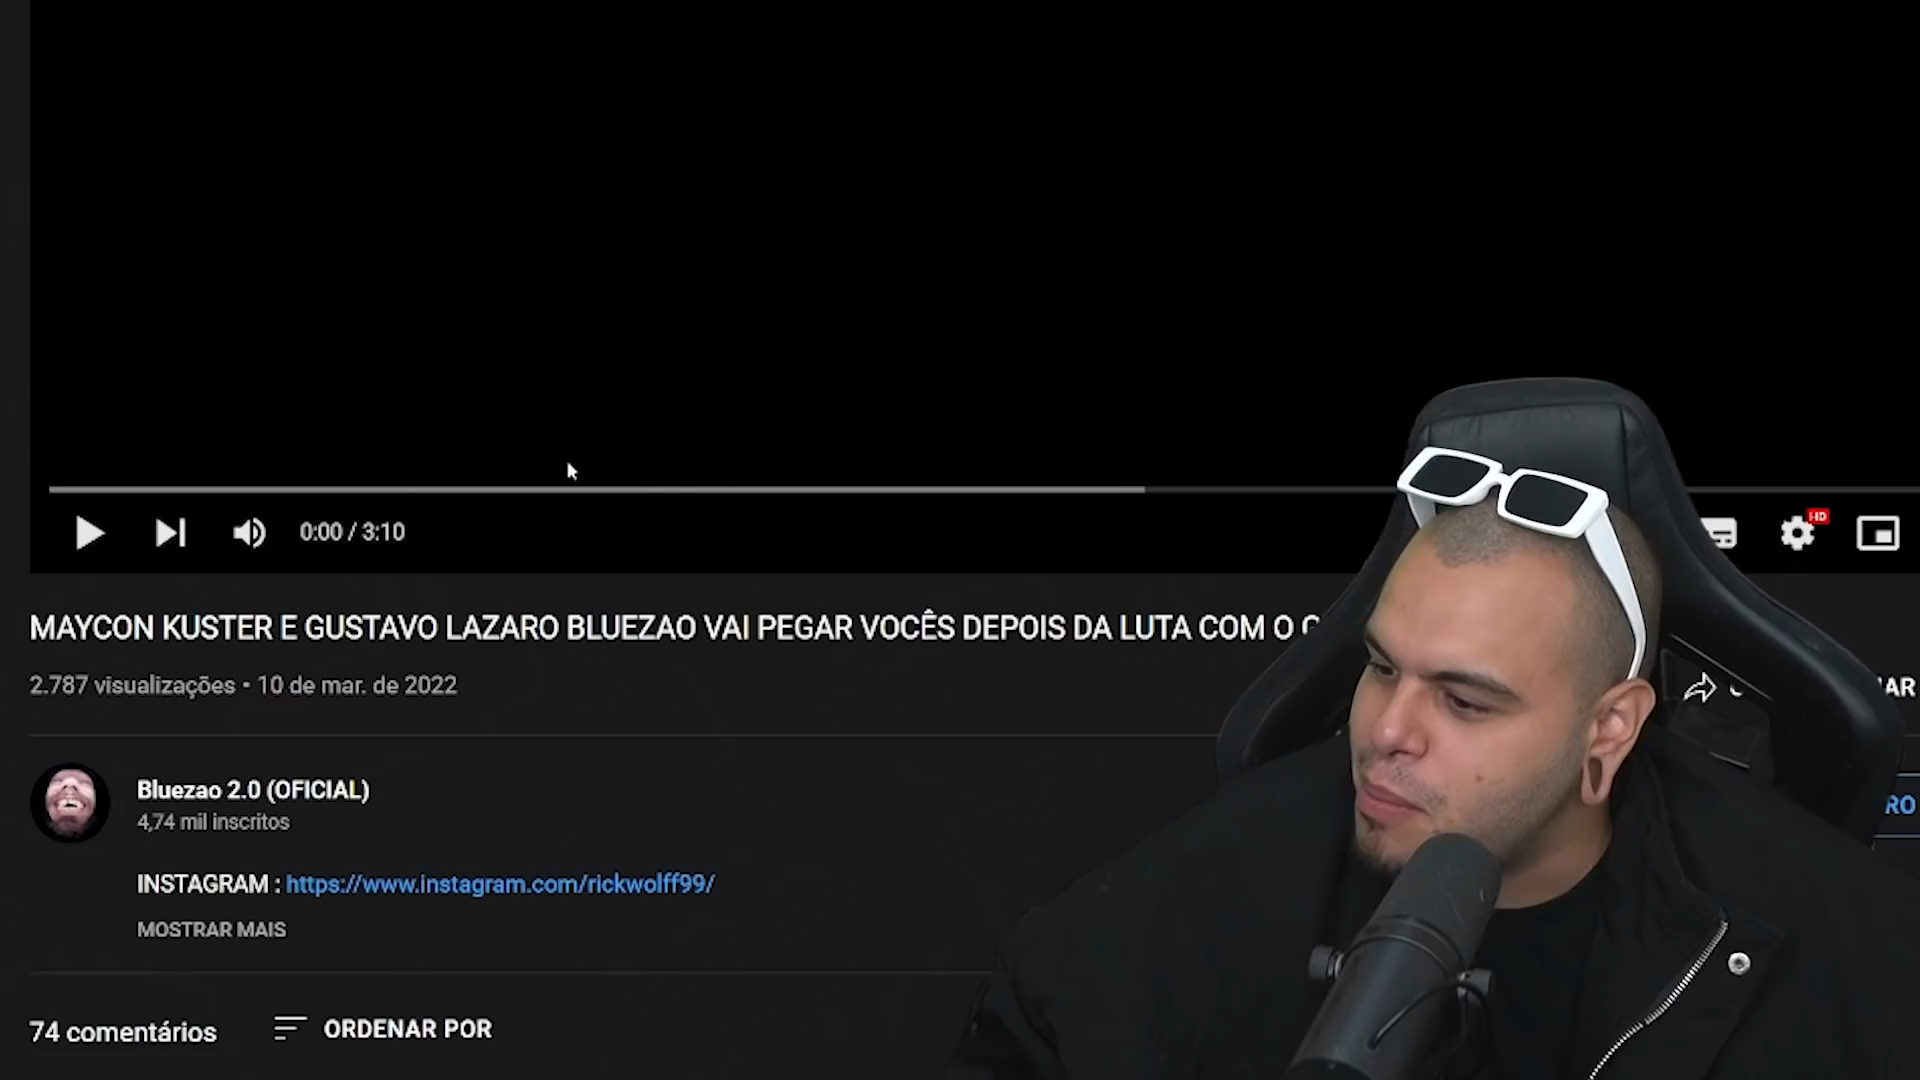 HD
0:00 / 3:10
MAYCON KUSTER E GUSTAVO LAZARO BLUEZAO VAI PEGAR VOCÊS DEPOIS DA LUTA COM O
2.787 visualizações • 10 de mar. de 2022
Bluezao 2.0 (OFICIAL)
4,74 mil inscritos
INSTAGRAM : https://www.instagram.com/rickwolff99/
MOSTRAR MAIS
74 comentários
ORDENAR POR